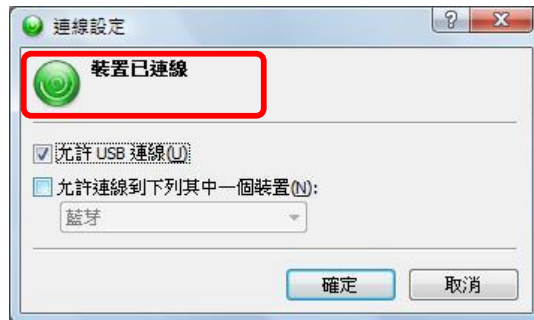 連線設定
裝置已連線
允許 USB 連線(U)
允許連線到下列其中一個裝置(N):
藍芽
確定 取消